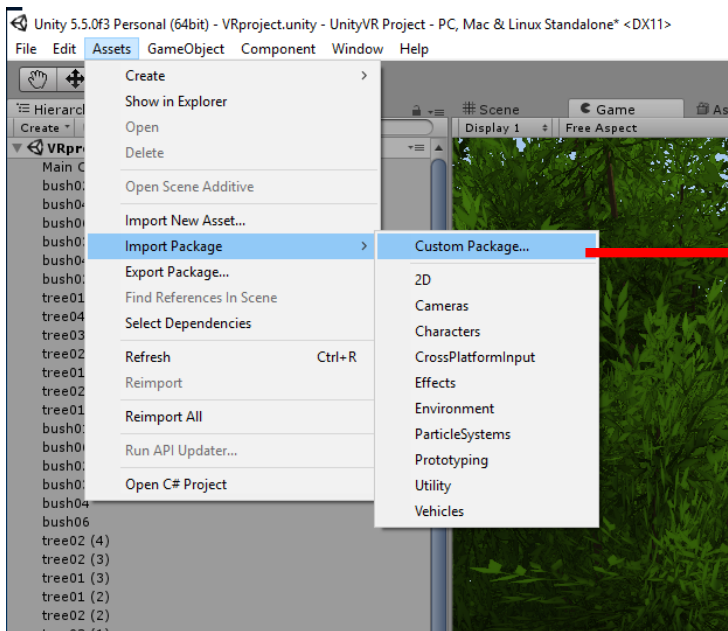 Unity 5.5.0f3 Personal (64bit) - VRproject.unity - UnityVR Project - PC, Mac & Linux Standalone* <DX11>
File Edit Assets GameObject Component Window Help
Hierarc
# Scene
Game
As
Create
Display 1
Free Aspect
VRpr
Main C
bush0
bush0
bush0
bush0
bush0
bush0
tree01
tree04
tree03
tree02
tree01
tree02
tree01
bush0
bush0
bush0
bush0
bush04
bush06
tree02 (4)
tree02 (3)
tree01 (3)
tree01 (2)
tree02 (2)
Create
Show in Explorer
Open
Delete
Open Scene Additive
Import New Asset...
Import Package
Export Package...
Find References In Scene
Select Dependencies
Refresh Ctrl+R
Reimport
Reimport All
Run API Updater...
Open C# Project
Custom Package...
2D
Cameras
Characters
CrossPlatformInput
Effects
Environment
ParticleSystems
Prototyping
Utility
Vehicles